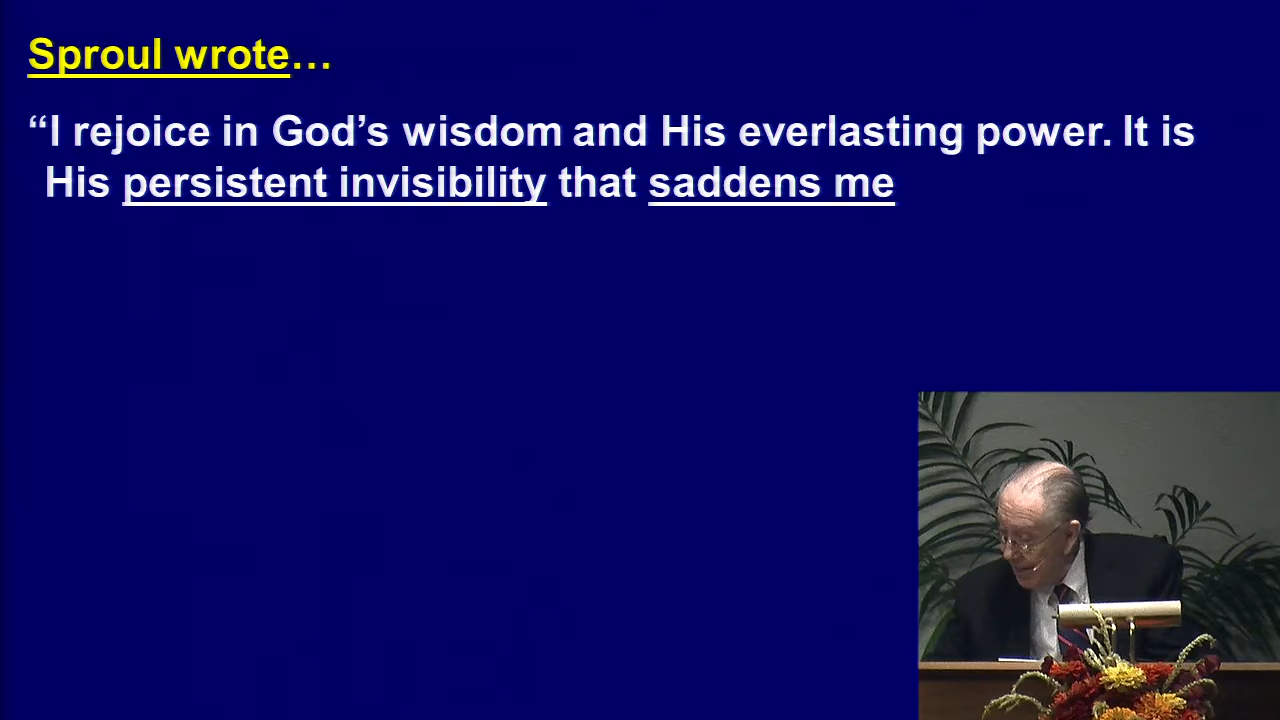 Sproul wrote…
“I rejoice in God’s wisdom and His everlasting power. It is
His persistent invisibility that saddens me